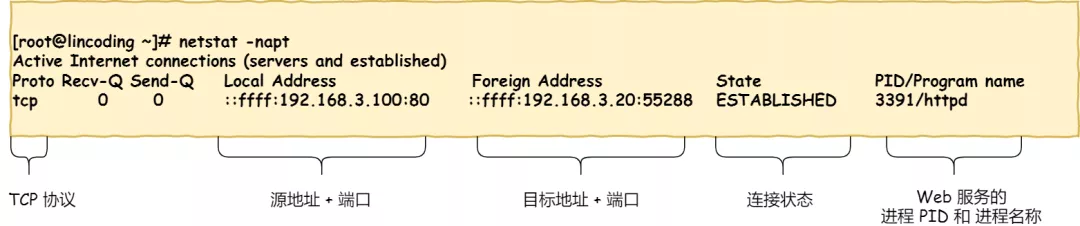 [root@lincoding ~]# netstat -napt
Active Internet connections (servers and established)
Proto Recv-Q Send-Q Local Address Foreign Address State PID/Program name
tcp 0 0 ::ffff:192.168.3.100:80 ::ffff:192.168.3.20:55288 ESTABLISHED 3391/httpd
TCP 协议 源地址 + 端口 目标地址 + 端口 连接状态 Web 服务的
进程 PID 和 进程名称